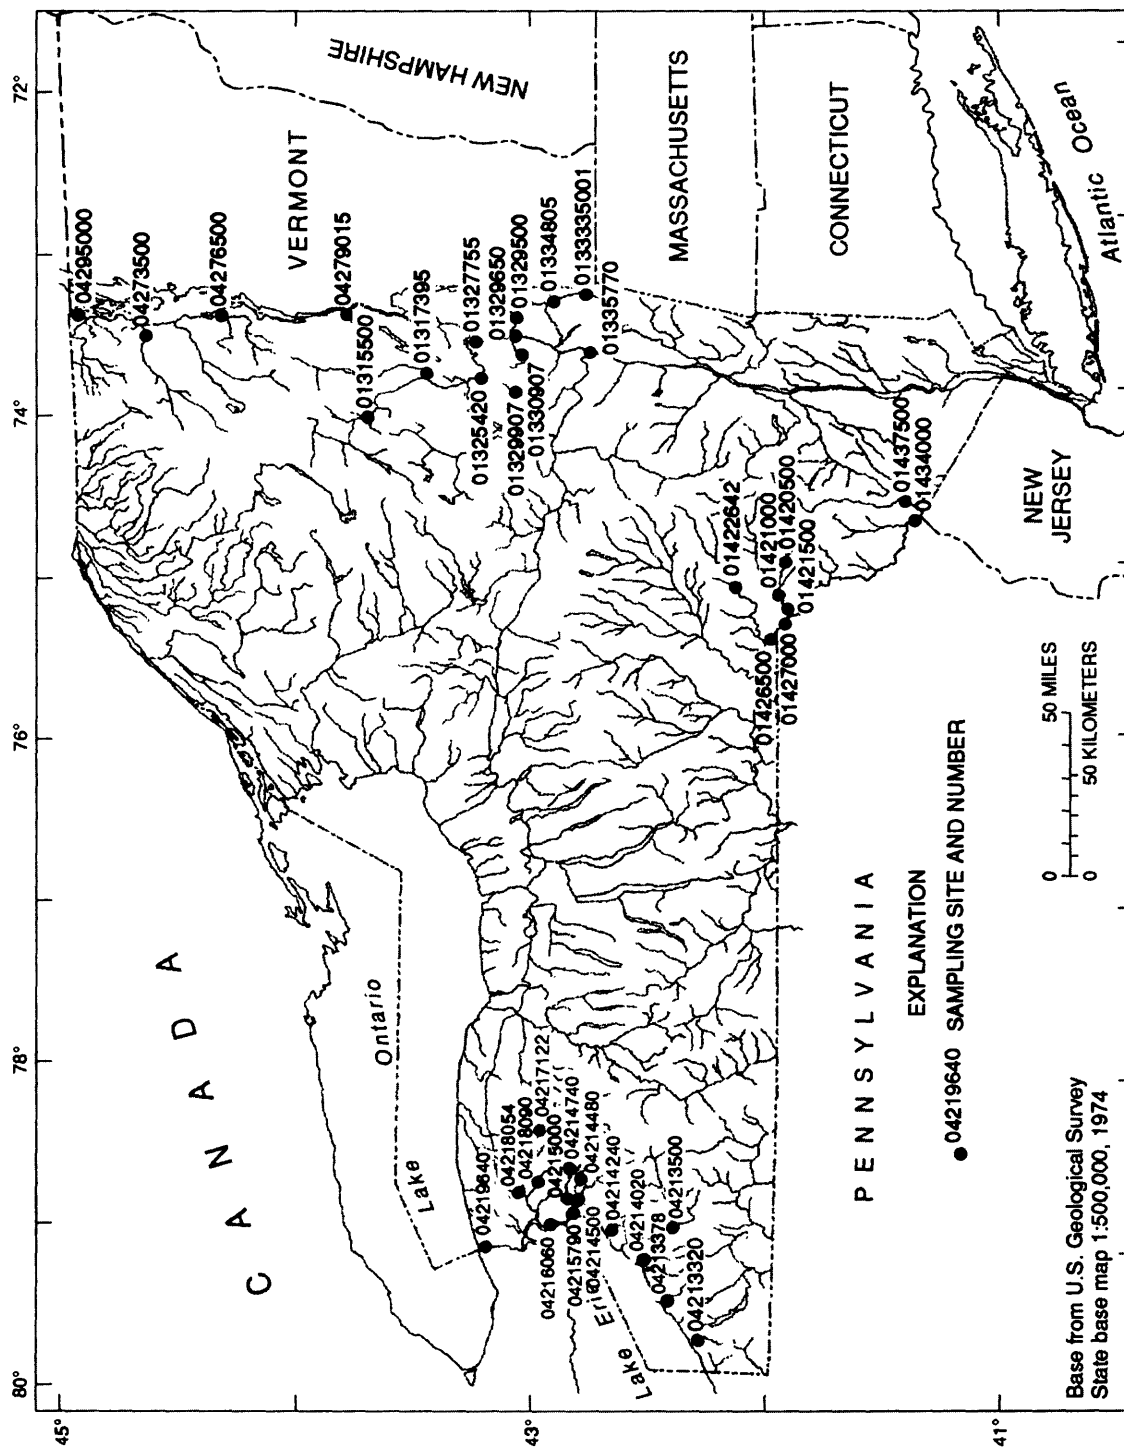 80°
78°
76°
74°
72°
45°
43°
41°
CANADA
Lake
Ontario
Lake
Erie
VERMONT
NEW HAMPSHIRE
MASSACHUSETTS
CONNECTICUT
NEW
JERSEY
Atlantic Ocean
PENNSYLVANIA
04295000
04273500
04276500
04279015
01315500
01317395
01327755
01325420
01329650
01329500
01329907
01330907
01334805
0133335001
01335770
01422642
01421000
01420500
01421500
01426500
01427000
01437500
01434000
04219640
04218054
04218090
04217122
04215000
04214740
04214480
04216060
04215790
04214500
04214240
04214020
04213378
04213500
04213320
EXPLANATION
04219640 SAMPLING SITE AND NUMBER
0 50 MILES
0 50 KILOMETERS
Base from U.S. Geological Survey
State base map 1:500,000, 1974